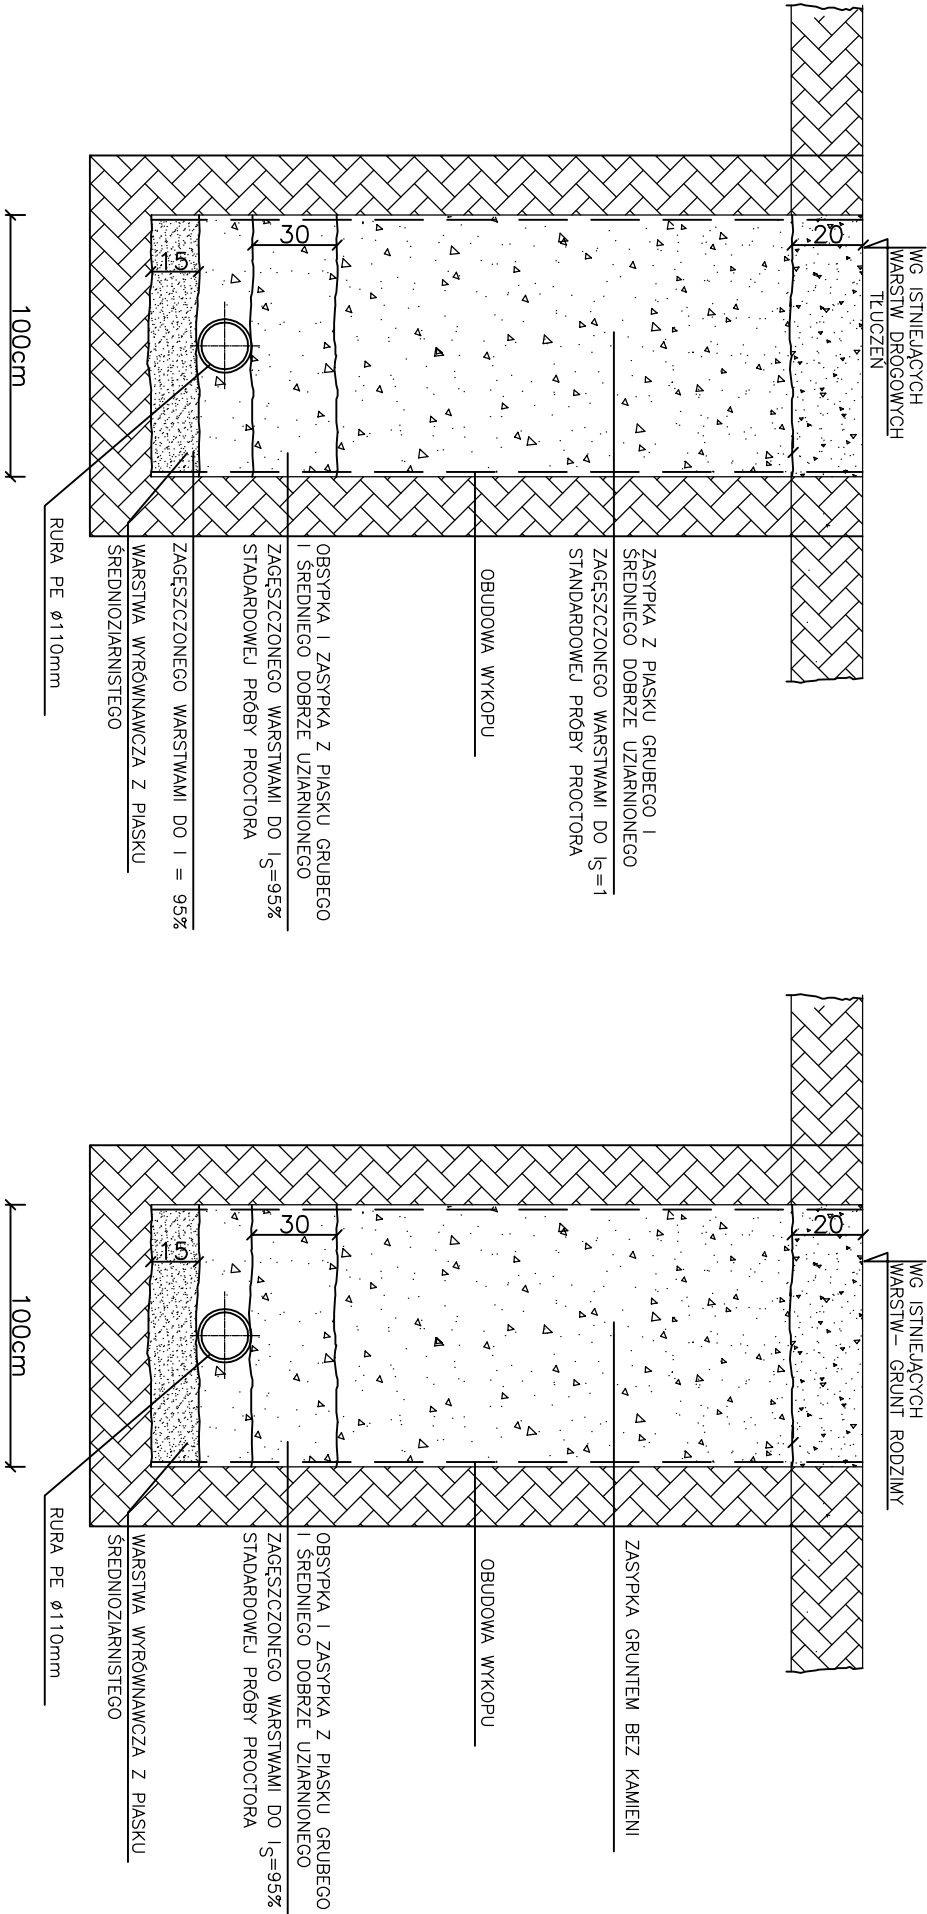 WG ISTNIEJĄCYCH
WARSTW DROGOWYCH
TŁUCZEŃ
20
ZASYPKA Z PIASKU GRUBEGO I
ŚREDNIEGO DOBRZE UZIARNIONEGO
ZAGĘSZCZONEGO WARSTWAMI DO IS=1
STANDARDOWEJ PRÓBY PROCTORA
OBUDOWA WYKOPU
30
OBSYPKA I ZASYPKA Z PIASKU GRUBEGO
I ŚREDNIEGO DOBRZE UZIARNIONEGO
ZAGĘSZCZONEGO WARSTWAMI DO IS=95%
STADARDOWEJ PRÓBY PROCTORA
15
ZAGĘSZCZONEGO WARSTWAMI DO I = 95%
WARSTWA WYRÓWNAWCZA Z PIASKU
ŚREDNIOZIARNISTEGO
RURA PE ø110mm
100cm
WG ISTNIEJĄCYCH
WARSTW- GRUNT RODZIMY
20
ZASYPKA GRUNTEM BEZ KAMIENI
OBUDOWA WYKOPU
30
OBSYPKA I ZASYPKA Z PIASKU GRUBEGO
I ŚREDNIEGO DOBRZE UZIARNIONEGO
ZAGĘSZCZONEGO WARSTWAMI DO IS=95%
STADARDOWEJ PRÓBY PROCTORA
15
WARSTWA WYRÓWNAWCZA Z PIASKU
ŚREDNIOZIARNISTEGO
RURA PE ø110mm
100cm